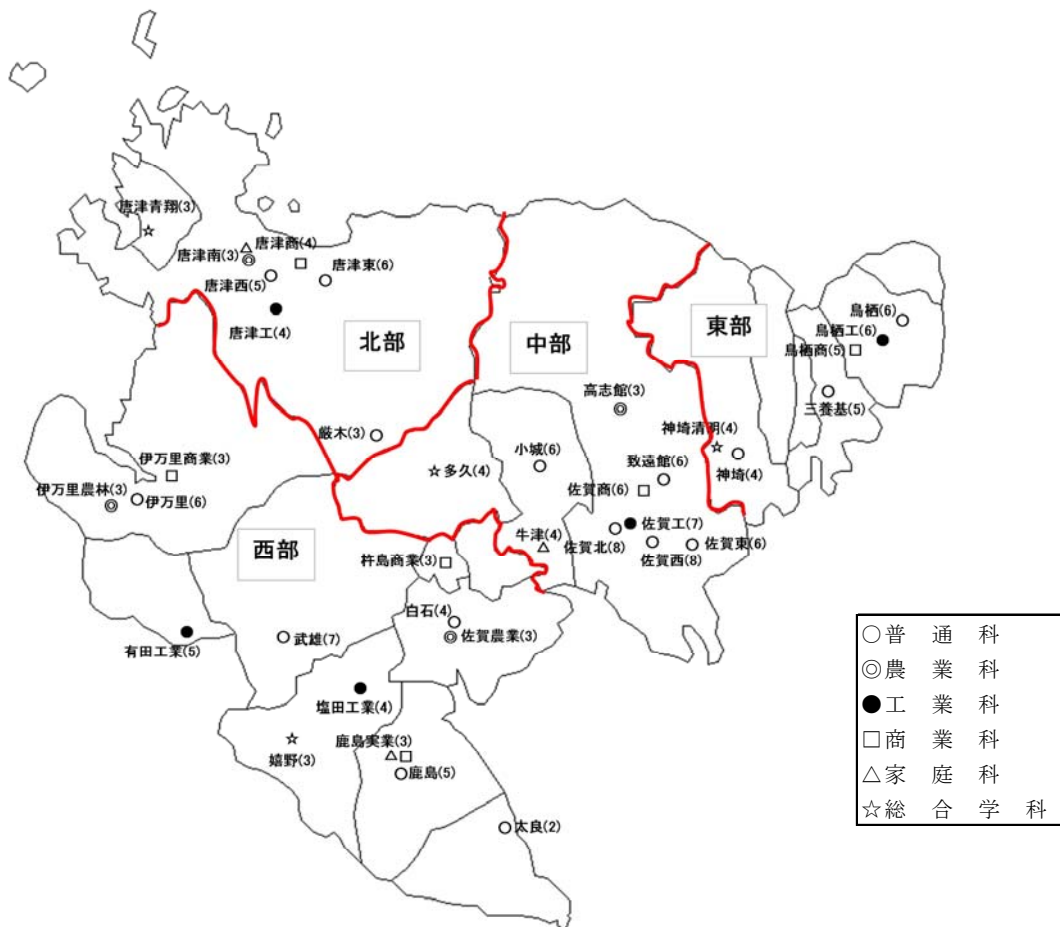 唐津青翔(3)
唐津商(4)
唐津南(3)
唐津東(6)
唐津西(5)
唐津工(4)
北部
中部
東部
鳥栖(6)
鳥栖工(6)
鳥栖商(5)
三養基(5)
高志館(3)
厳木(3)
神埼清明(4)
小城(6)
伊万里商業(3)
多久(4)
致遠館(6)
神埼(4)
伊万里農林(3)
伊万里(6)
佐賀商(6)
佐賀工(7)
牛津(4)
佐賀北(8)
佐賀東(6)
西部
杵島商業(3)
佐賀西(8)
白石(4)
武雄(7)
佐賀農業(3)
有田工業(5)
塩田工業(4)
鹿島実業(3)
嬉野(3)
鹿島(5)
太良(2)
○普通科
◎農業科
●工業科
□商業科
△家庭科
☆総合学科